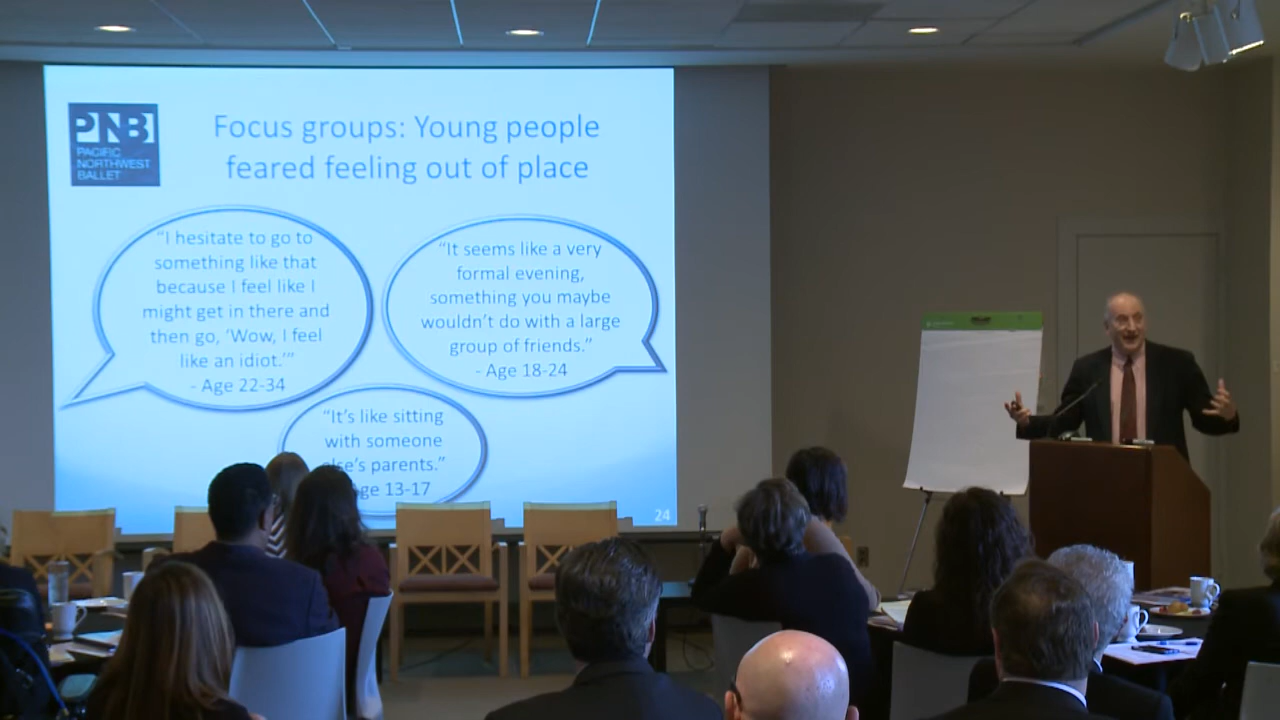 PNB
PACIFIC
NORTHWEST
BALLET
Focus groups: Young people
feared feeling out of place
"I hesitate to go to
something like that
because I feel like I
might get in there and
then go, 'Wow, I feel
like an idiot.'"
- Age 22-34
"It seems like a very
formal evening,
something you maybe
wouldn't do with a large
group of friends."
- Age 18-24
"It's like sitting
with someone
else's parents."
Age 13-17
24